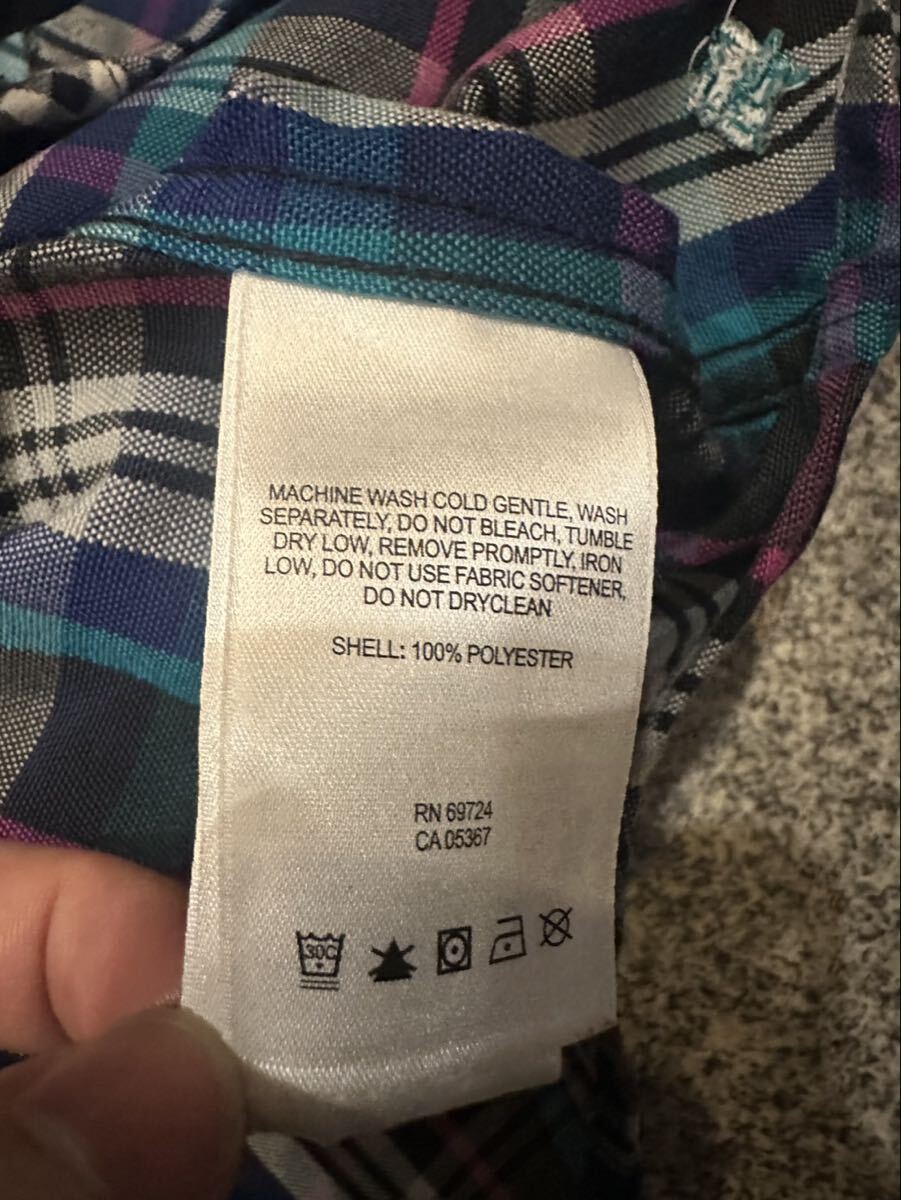 MACHINE WASH COLD GENTLE, WASH
SEPARATELY, DO NOT BLEACH, TUMBLE
DRY LOW, REMOVE PROMPTLY, IRON
LOW, DO NOT USE FABRIC SOFTENER,
DO NOT DRYCLEAN
SHELL: 100% POLYESTER
RN 69724
CA 05367
30C